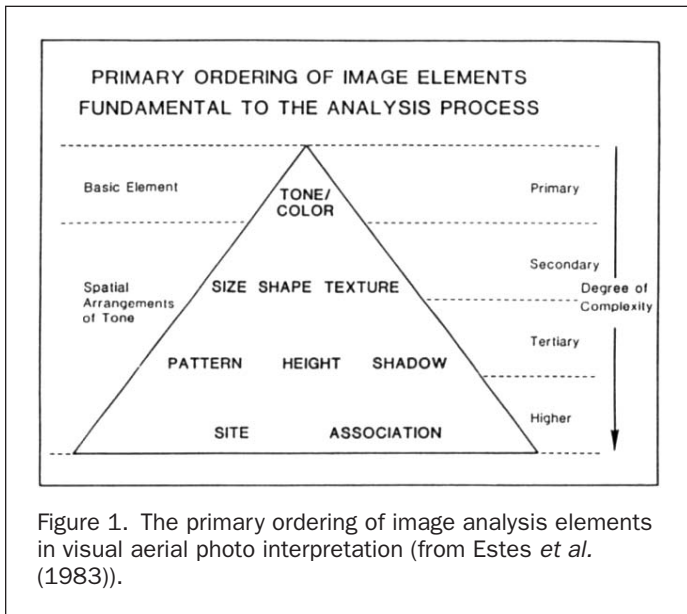 PRIMARY ORDERING OF IMAGE ELEMENTS
FUNDAMENTAL TO THE ANALYSIS PROCESS
Basic Element
TONE/
COLOR
Primary
Spatial
Arrangements
of Tone
SIZE SHAPE TEXTURE
Secondary
Degree of
Complexity
PATTERN HEIGHT SHADOW
Tertiary
SITE ASSOCIATION
Higher
Figure 1. The primary ordering of image analysis elements
in visual aerial photo interpretation (from Estes et al.
(1983)).